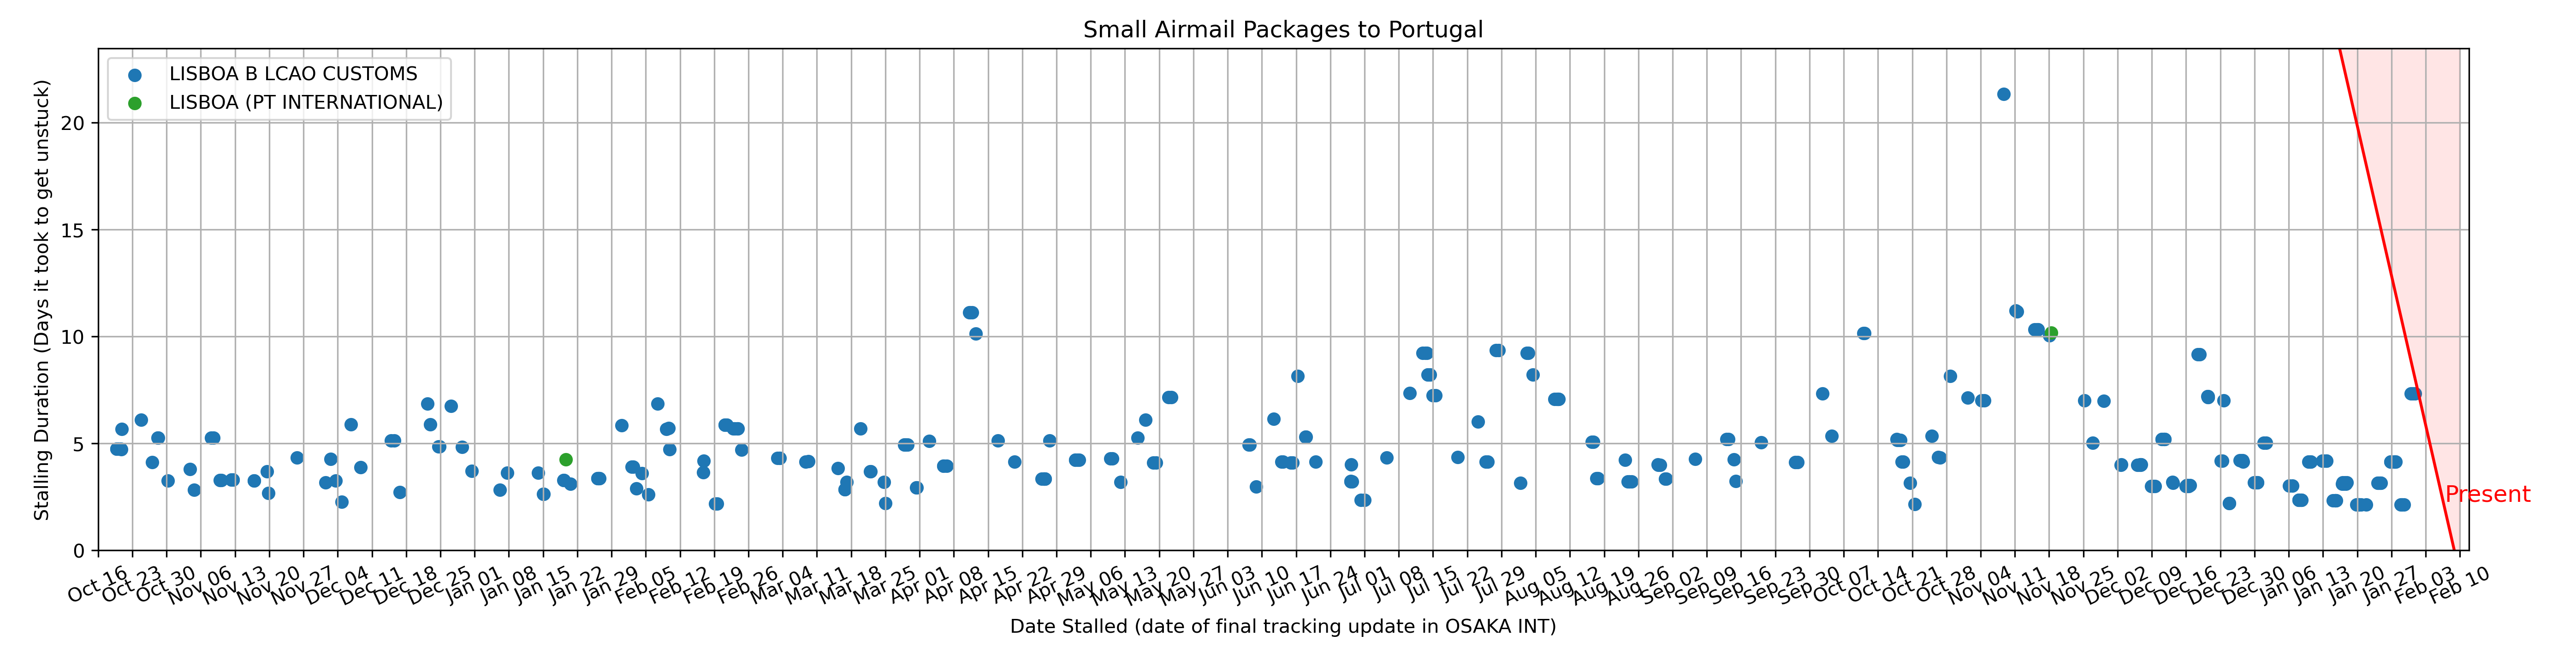 Small Airmail Packages to Portugal
LISBOA B LCAO CUSTOMS
LISBOA (PT INTERNATIONAL)
Stalling Duration (Days it took to get unstuck)
20
15
10
5
0
Present
Oct 16
Oct 23
Oct 30
Nov 06
Nov 13
Nov 20
Nov 27
Dec 04
Dec 11
Dec 18
Dec 25
Jan 01
Jan 08
Jan 15
Jan 22
Jan 29
Feb 05
Feb 12
Feb 19
Feb 26
Mar 04
Mar 11
Mar 18
Mar 25
Apr 01
Apr 08
Apr 15
Apr 22
Apr 29
May 06
May 13
May 20
May 27
Jun 03
Jun 10
Jun 17
Jun 24
Jul 01
Jul 08
Jul 15
Jul 22
Jul 29
Aug 05
Aug 12
Aug 19
Aug 26
Sep 02
Sep 09
Sep 16
Sep 23
Sep 30
Oct 07
Oct 14
Oct 21
Oct 28
Nov 04
Nov 11
Nov 18
Nov 25
Dec 02
Dec 09
Dec 16
Dec 23
Dec 30
Jan 06
Jan 13
Jan 20
Jan 27
Feb 03
Feb 10
Date Stalled (date of final tracking update in OSAKA INT)